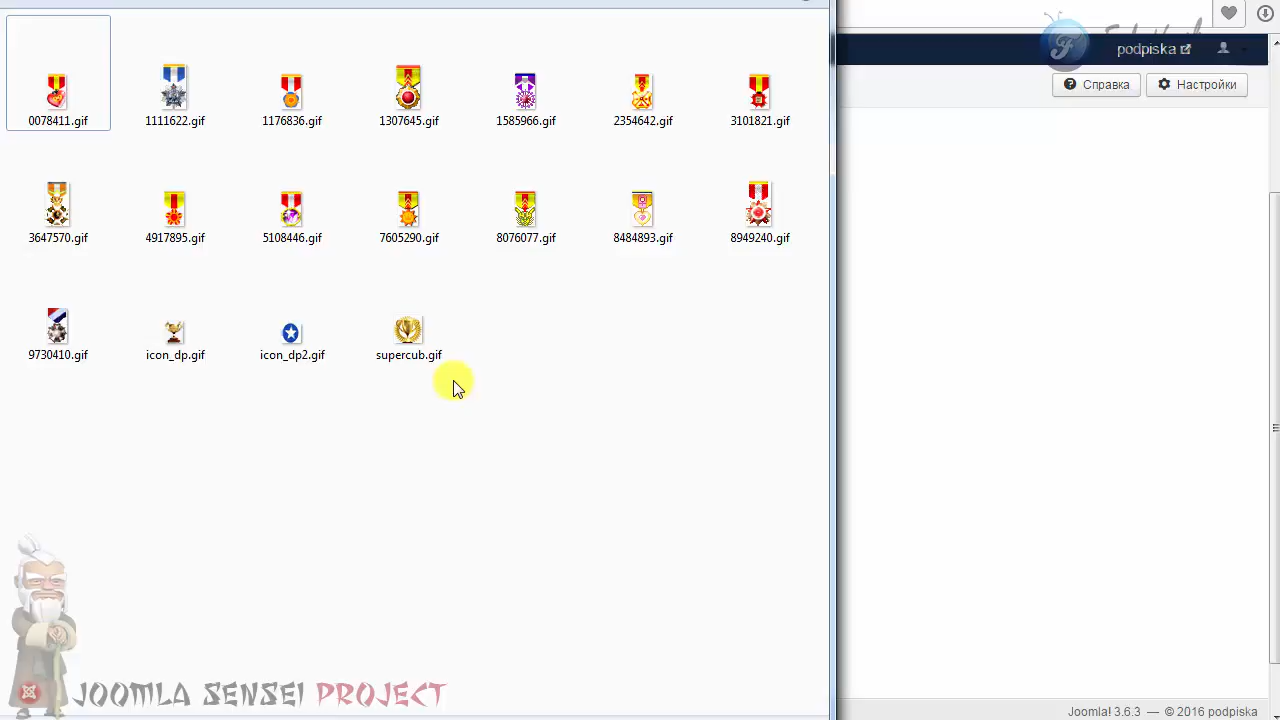 podpiska
Справка
Настройки
0078411.gif
1111622.gif
1176836.gif
1307645.gif
1585966.gif
2354642.gif
3101821.gif
3647570.gif
4917895.gif
5108446.gif
7605290.gif
8076077.gif
8484893.gif
8949240.gif
9730410.gif
icon_dp.gif
icon_dp2.gif
supercub.gif
JOOMLA SENSEI PROJECT
Joomla! 3.6.3 — © 2016 podpiska